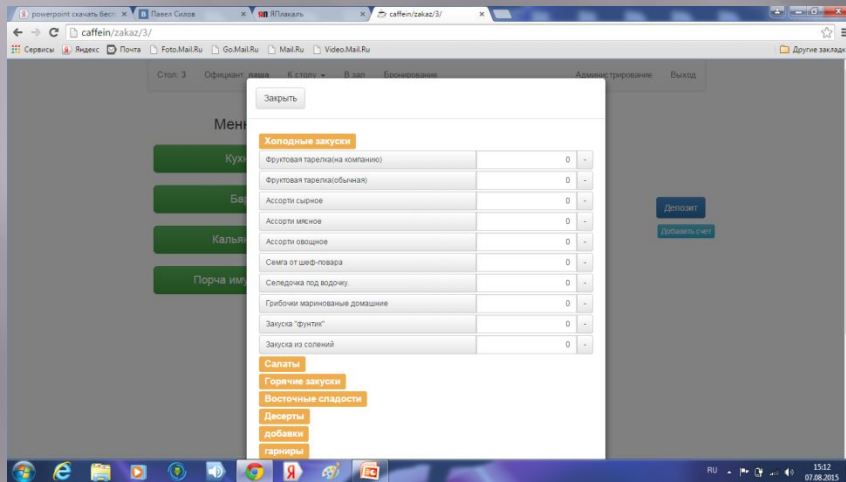 powerpoint скачать бесп
Павел Силов
ЯПлакалъ
caffein/zakaz/3/
caffein/zakaz/3/
Сервисы Яндекс Почта Foto.Mail.Ru Go.Mail.Ru Mail.Ru Video.Mail.Ru Другие закладк
Стол: 3 Официант: паша К столу В зал Бронирование Администрирование Выход
Закрыть
Мен
Холодные закуски
Кух
Фруктовая тарелка(на компанию) 0 -
Фруктовая тарелка(обычная) 0 -
Ба
Ассорти сырное 0 -
Депозит
Ассорти мясное 0 -
Добавить счет
Кальян
Ассорти овощное 0 -
Семга от шеф-повара 0 -
Порча иму
Селедочка под водочку. 0 -
Грибочки маринованые домашние 0 -
Закуска "фунтик" 0 -
Закуска из солений 0 -
Салаты
Горячие закуски
Восточные сладости
Десерты
добавки
гарниры
RU 15:12
07.08.2015